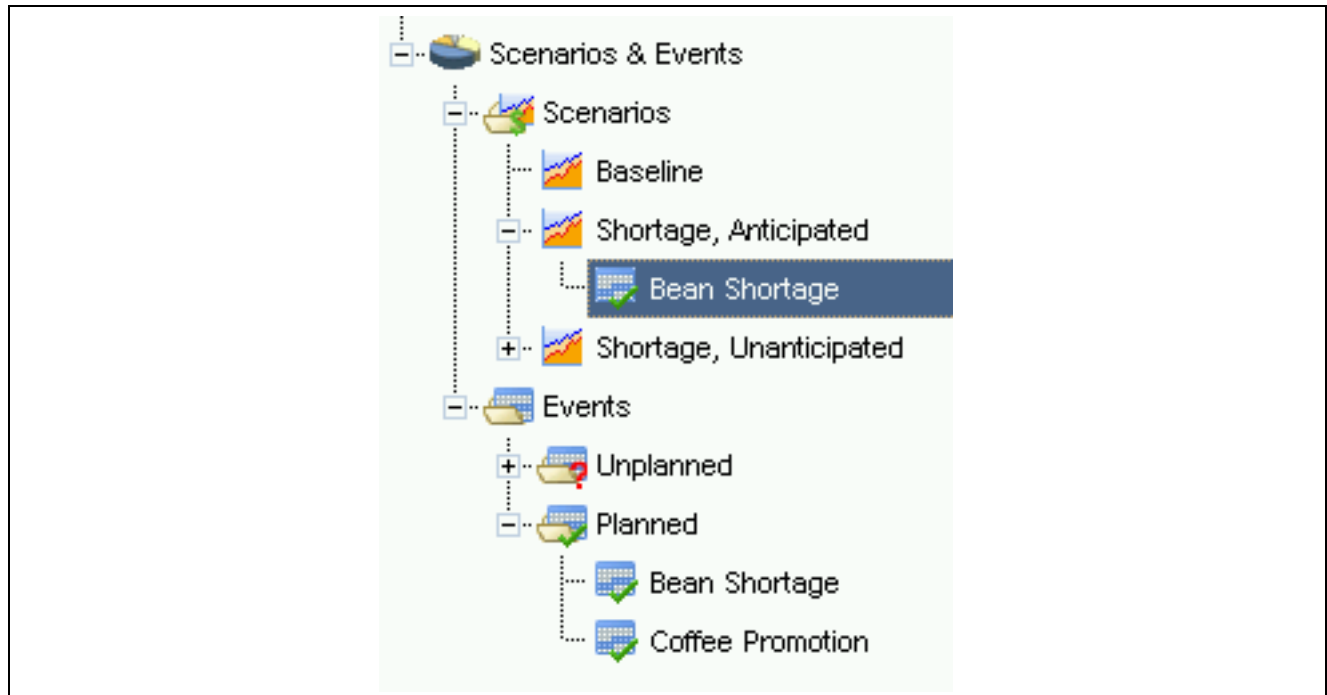 Scenarios & Events
Scenarios
Baseline
Shortage, Anticipated
Bean Shortage
Shortage, Unanticipated
Events
Unplanned
Planned
Bean Shortage
Coffee Promotion